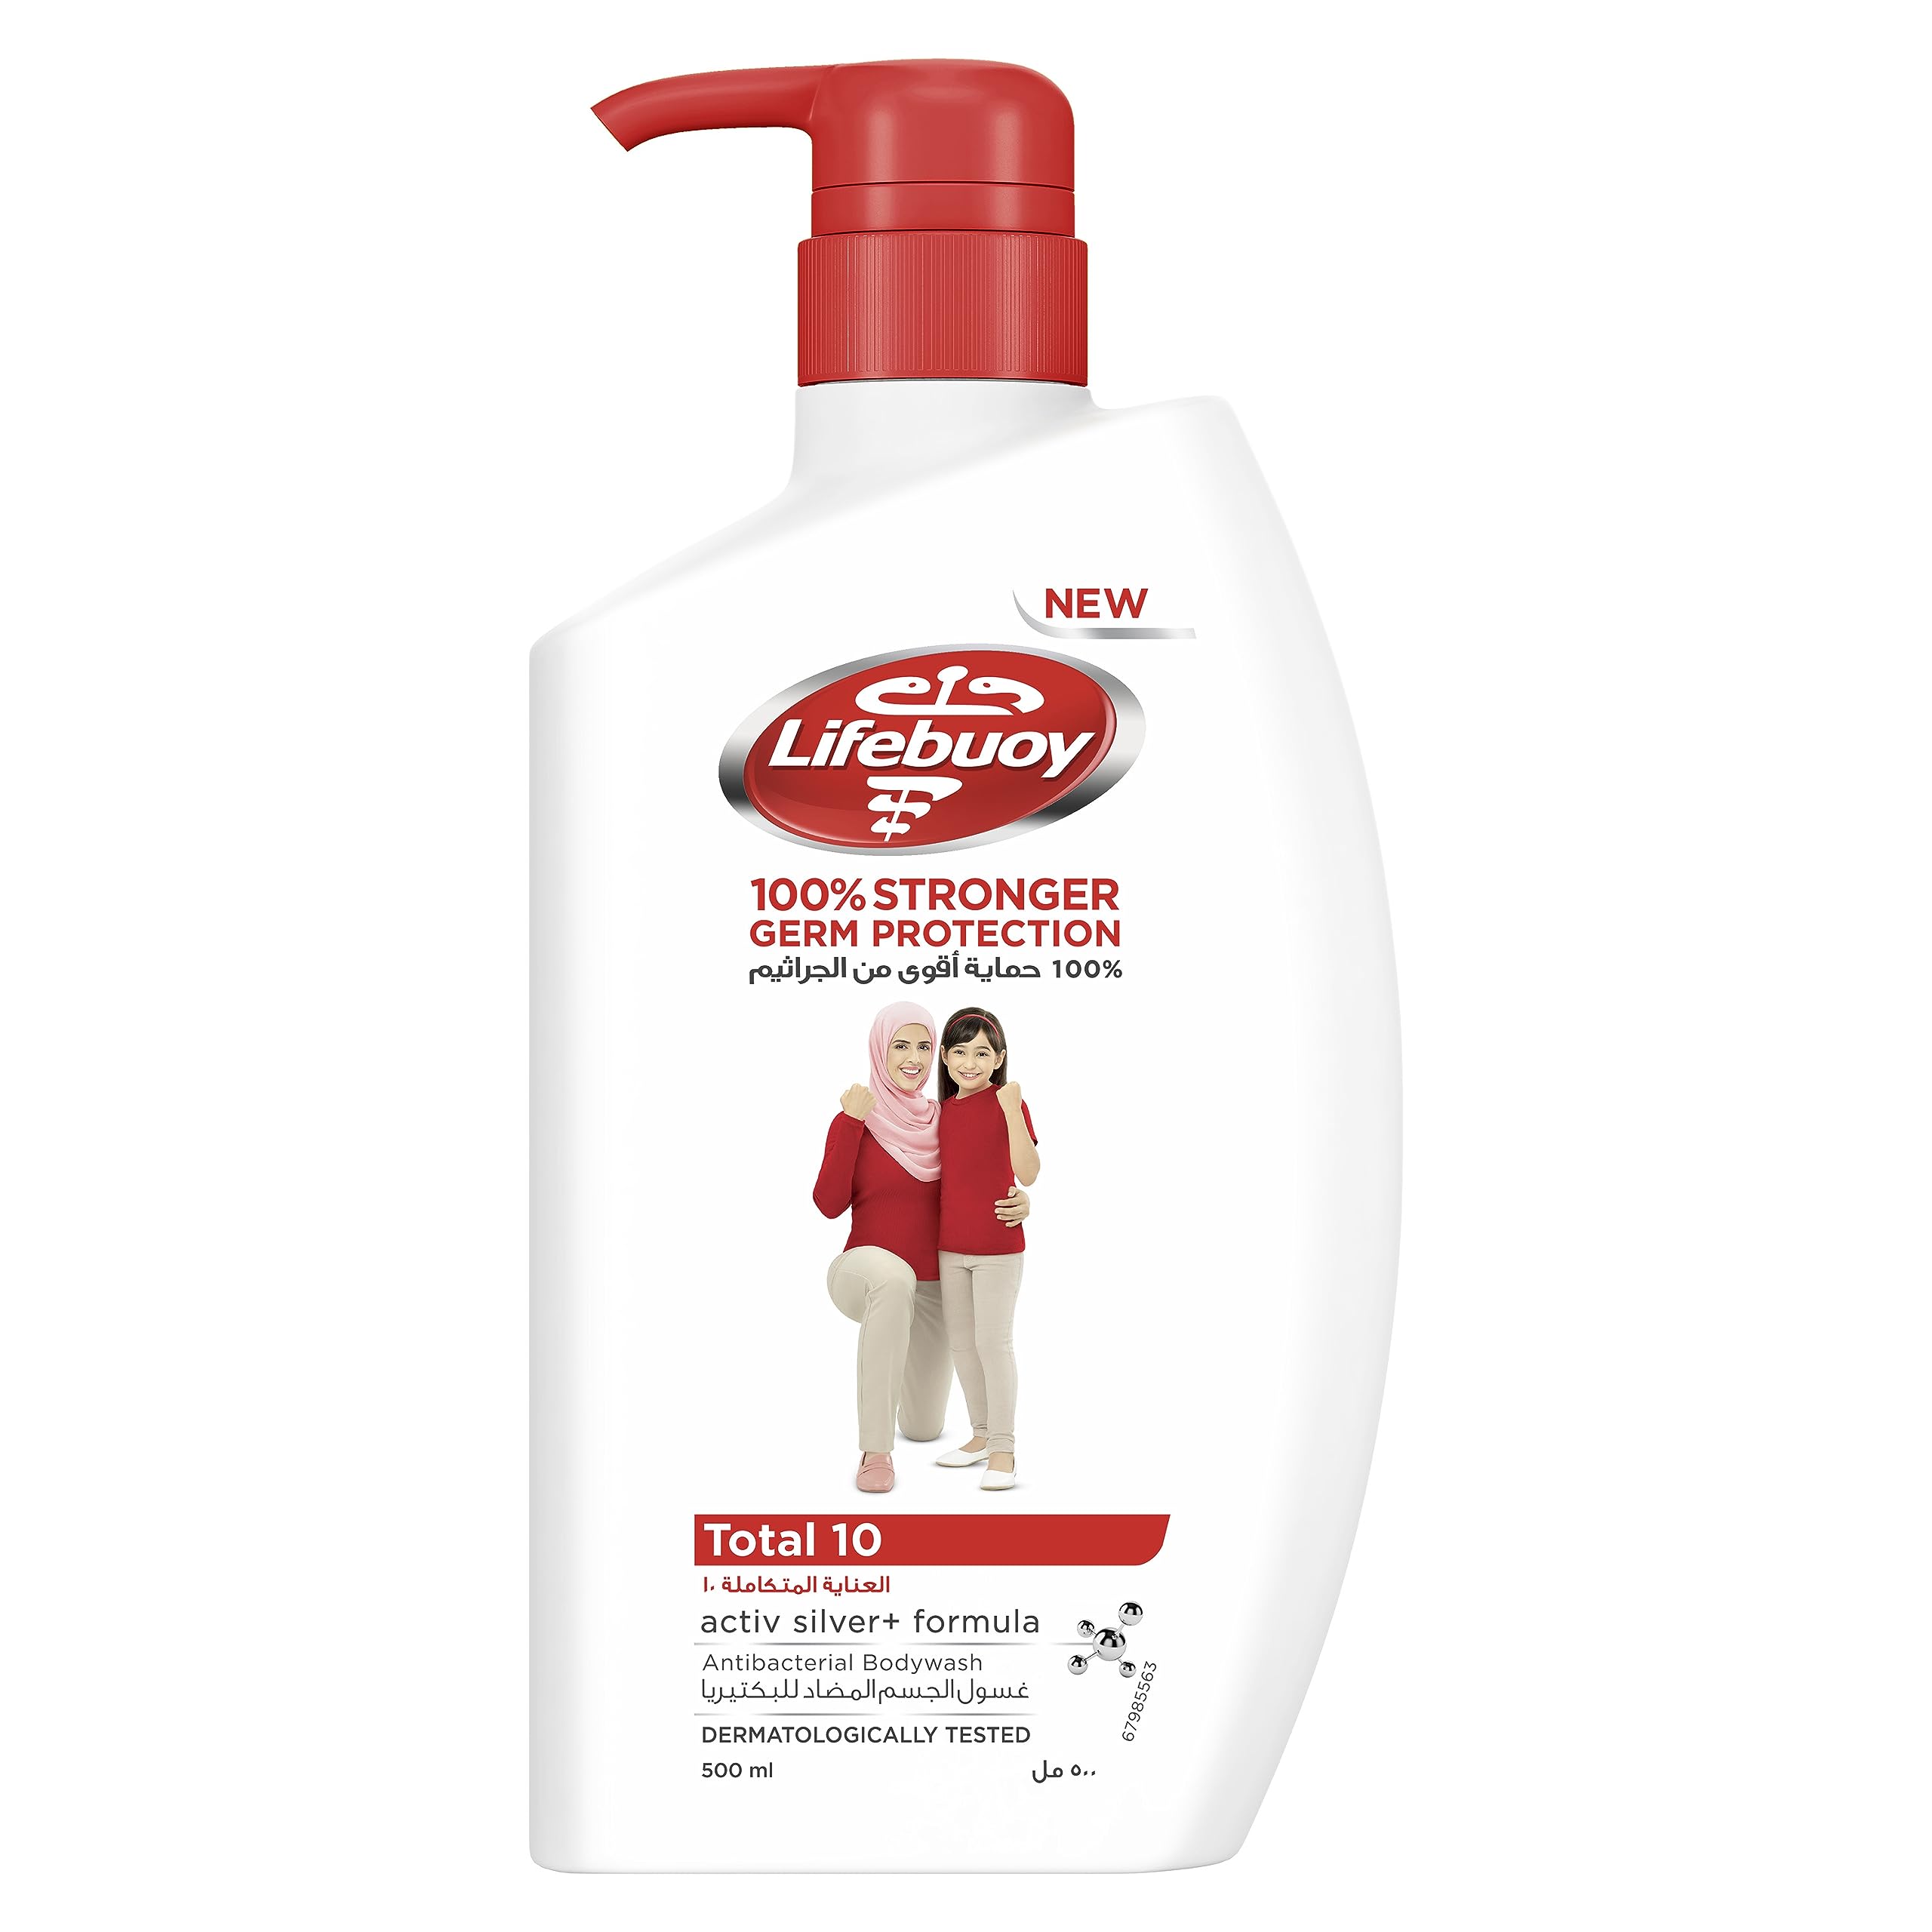 NEW
Lifebuoy
100% STRONGER
GERM PROTECTION
100% حماية أقوى من الجراثيم
Total 10
العناية المتكاملة ١٠
activ silver+ formula
Antibacterial Bodywash
غسول الجسم المضاد للبكتيريا
DERMATOLOGICALLY TESTED
500 ml ٥٠٠ مل
67985563